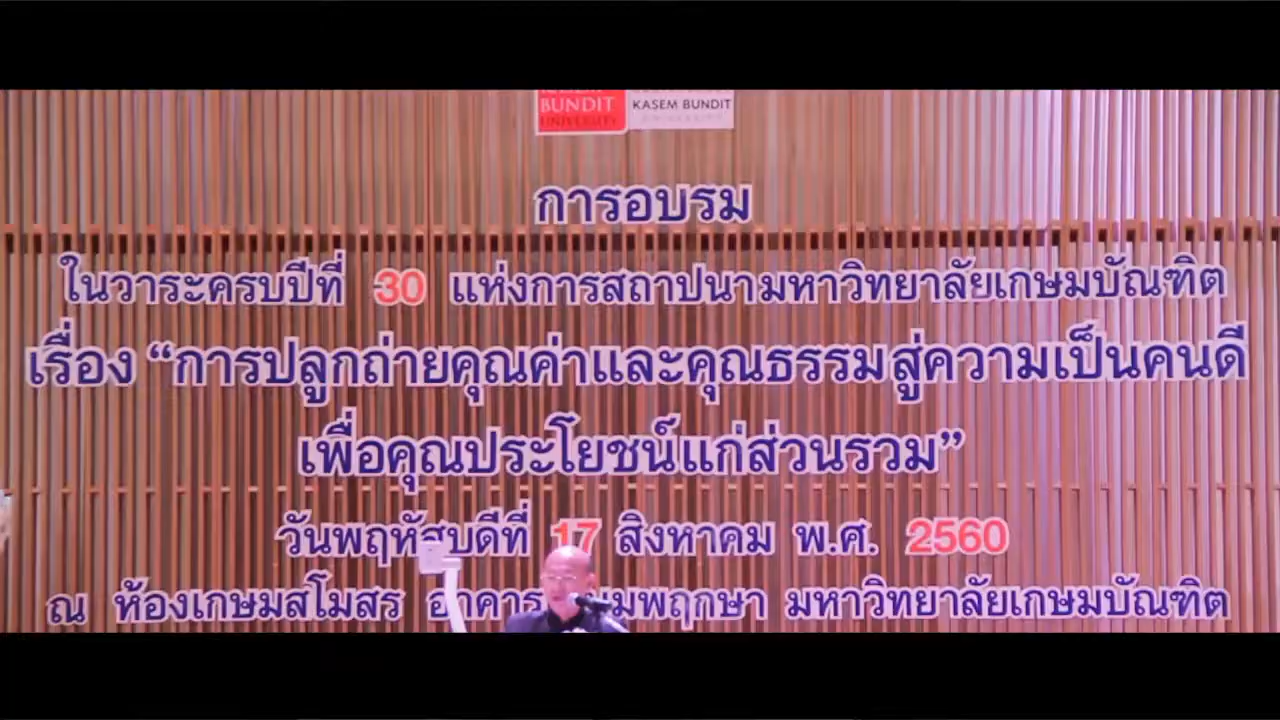 BUNDIT
UNIVERSITY
KASEM BUNDIT
UNIVERSITY
การอบรม
ในวาระครบปีที่ 30 แห่งการสถาปนามหาวิทยาลัยเกษมบัณฑิต
เรื่อง “การปลูกถ่ายคุณค่าและคุณธรรมสู่ความเป็นคนดี
เพื่อคุณประโยชน์แก่ส่วนรวม”
วันพฤหัสบดีที่ 17 สิงหาคม พ.ศ. 2560
ณ ห้องเกษมสโมสร อาคาร มหาวิทยาลัยเกษมบัณฑิต